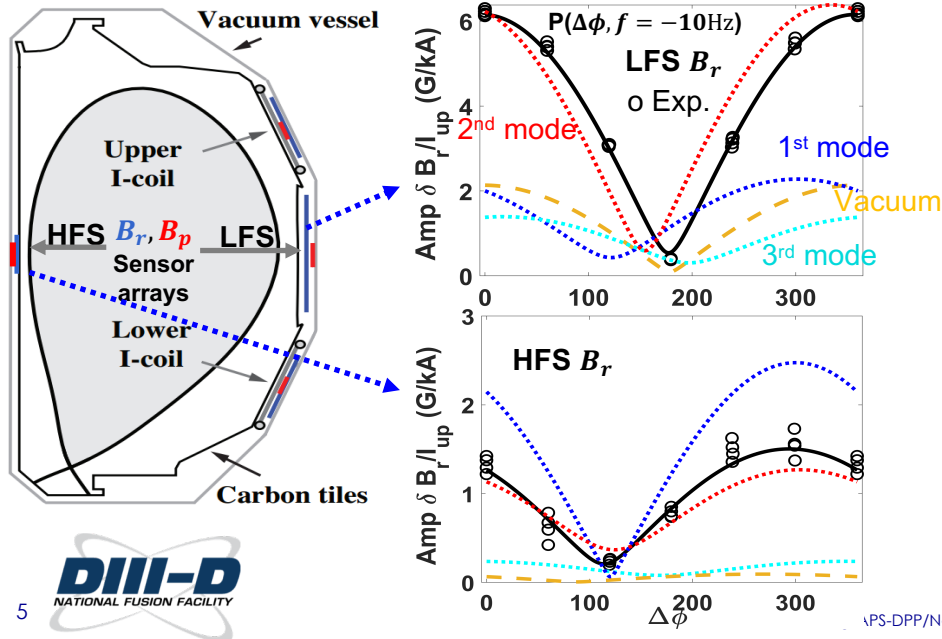 Vacuum vessel
Upper
I-coil
HFS B_r, B_p LFS
Sensor
arrays
Lower
I-coil
Carbon tiles
DIII-D
NATIONAL FUSION FACILITY
5
P(Δϕ, f = −10Hz)
LFS B_r
o Exp.
2nd mode
1st mode
Vacuum
3rd mode
Amp δ B_r/I_up (G/kA)
6
4
2
0
0 100 200 300
HFS B_r
Amp δ B_r/I_up (G/kA)
3
2
1
0
0 100 200 300
Δϕ
APS-DPP/N